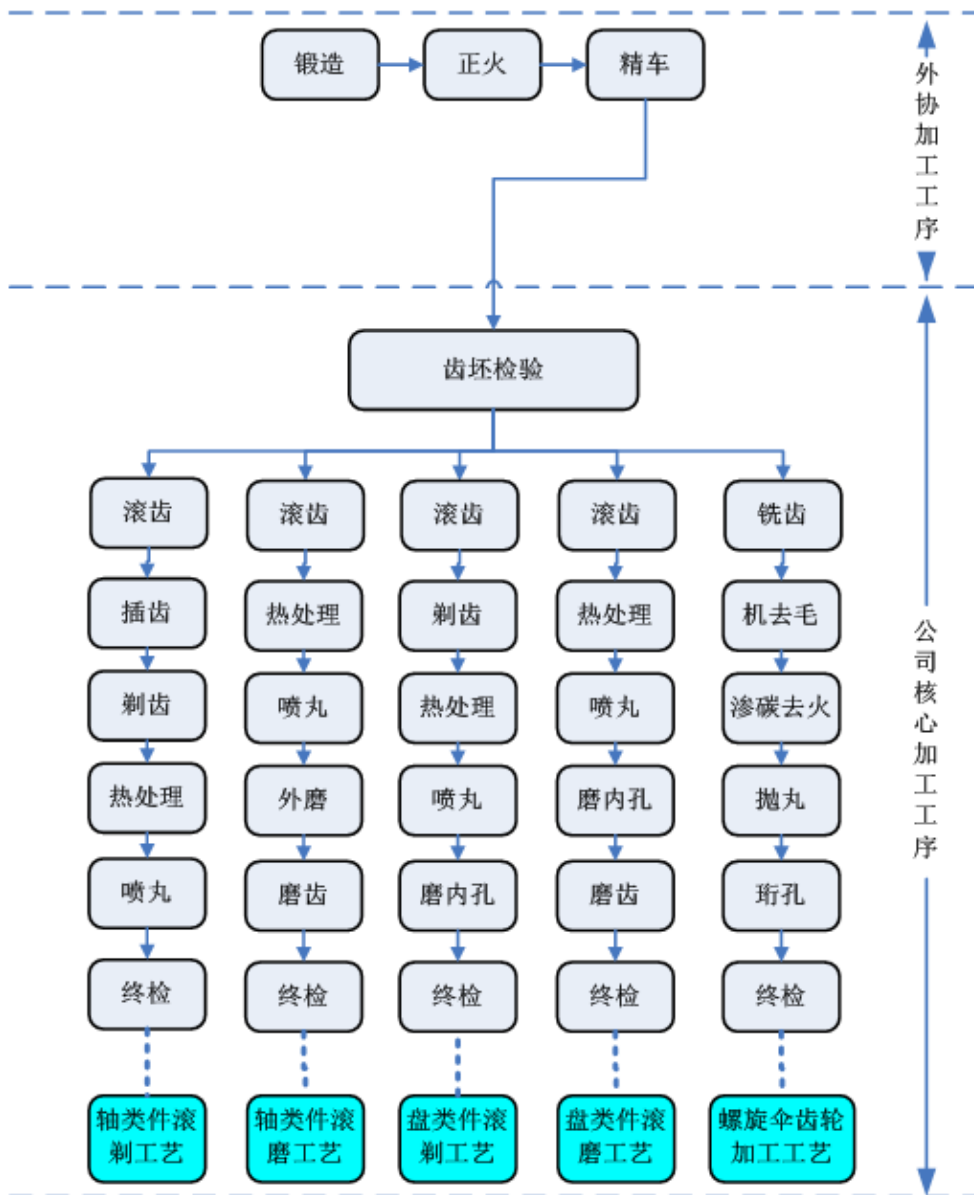 锻造
正火
精车
外协加工工序
齿坯检验
滚齿
滚齿
滚齿
滚齿
铣齿
插齿
热处理
剃齿
热处理
机去毛
剃齿
喷丸
热处理
喷丸
渗碳去火
热处理
外磨
喷丸
磨内孔
抛丸
喷丸
磨齿
磨内孔
磨齿
珩孔
终检
终检
终检
终检
终检
公司核心加工工序
轴类件滚
剃工艺
轴类件滚
磨工艺
盘类件滚
剃工艺
盘类件滚
磨工艺
螺旋伞齿轮
加工工艺